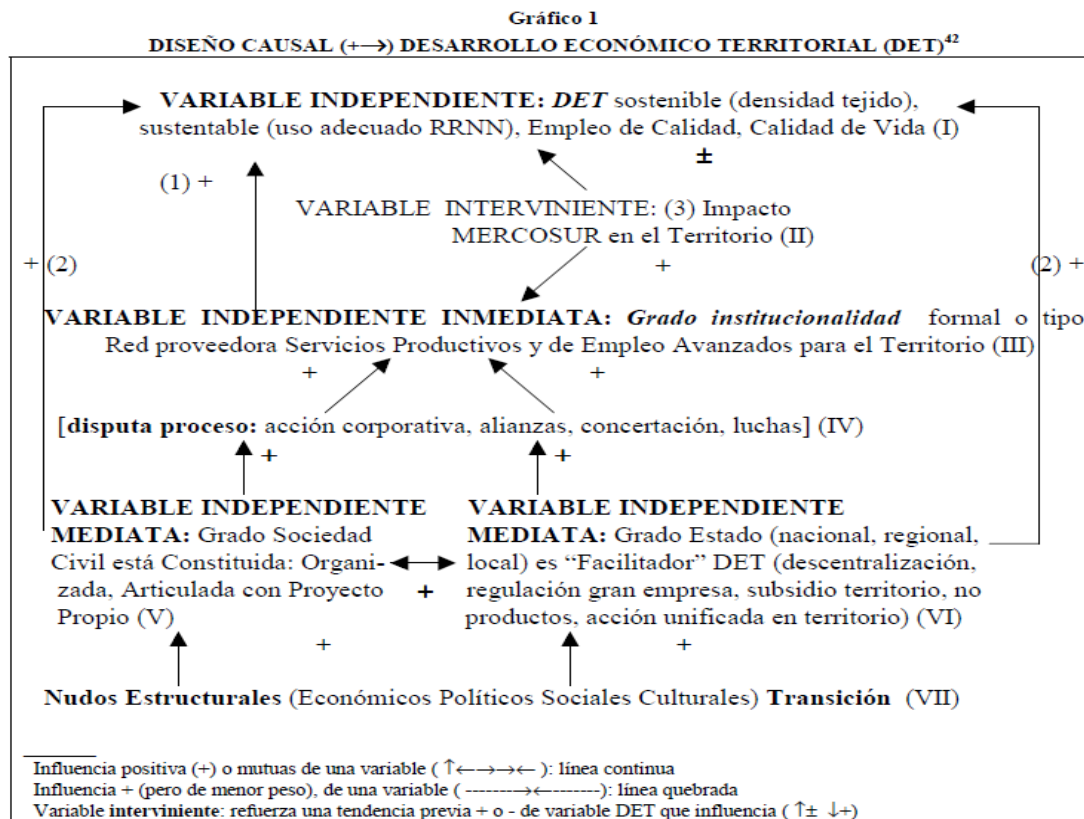 Gráfico 1
DISEÑO CAUSAL (+→) DESARROLLO ECONÓMICO TERRITORIAL (DET)42
VARIABLE INDEPENDIENTE: DET sostenible (densidad tejido),
sustentable (uso adecuado RRNN), Empleo de Calidad, Calidad de Vida (I)
±
(1) +
VARIABLE INTERVINIENTE: (3) Impacto
MERCOSUR en el Territorio (II)
+ (2)
+
(2) +
VARIABLE INDEPENDIENTE INMEDIATA: Grado institucionalidad formal o tipo
Red proveedora Servicios Productivos y de Empleo Avanzados para el Territorio (III)
+ +
[disputa proceso: acción corporativa, alianzas, concertación, luchas] (IV)
+ +
VARIABLE INDEPENDIENTE
MEDIATA: Grado Sociedad
Civil está Constituida: Organi-
zada, Articulada con Proyecto
Propio (V)
+
+
VARIABLE INDEPENDIENTE
MEDIATA: Grado Estado (nacional, regional,
local) es “Facilitador” DET (descentralización,
regulación gran empresa, subsidio territorio, no
productos, acción unificada en territorio) (VI)
+
Nudos Estructurales (Económicos Políticos Sociales Culturales) Transición (VII)
Influencia positiva (+) o mutuas de una variable ( ↑←→→← ): línea continua
Influencia + (pero de menor peso), de una variable ( --------→←-------): línea quebrada
Variable interviniente: refuerza una tendencia previa + o - de variable DET que influencia ( ↑± ↓+)